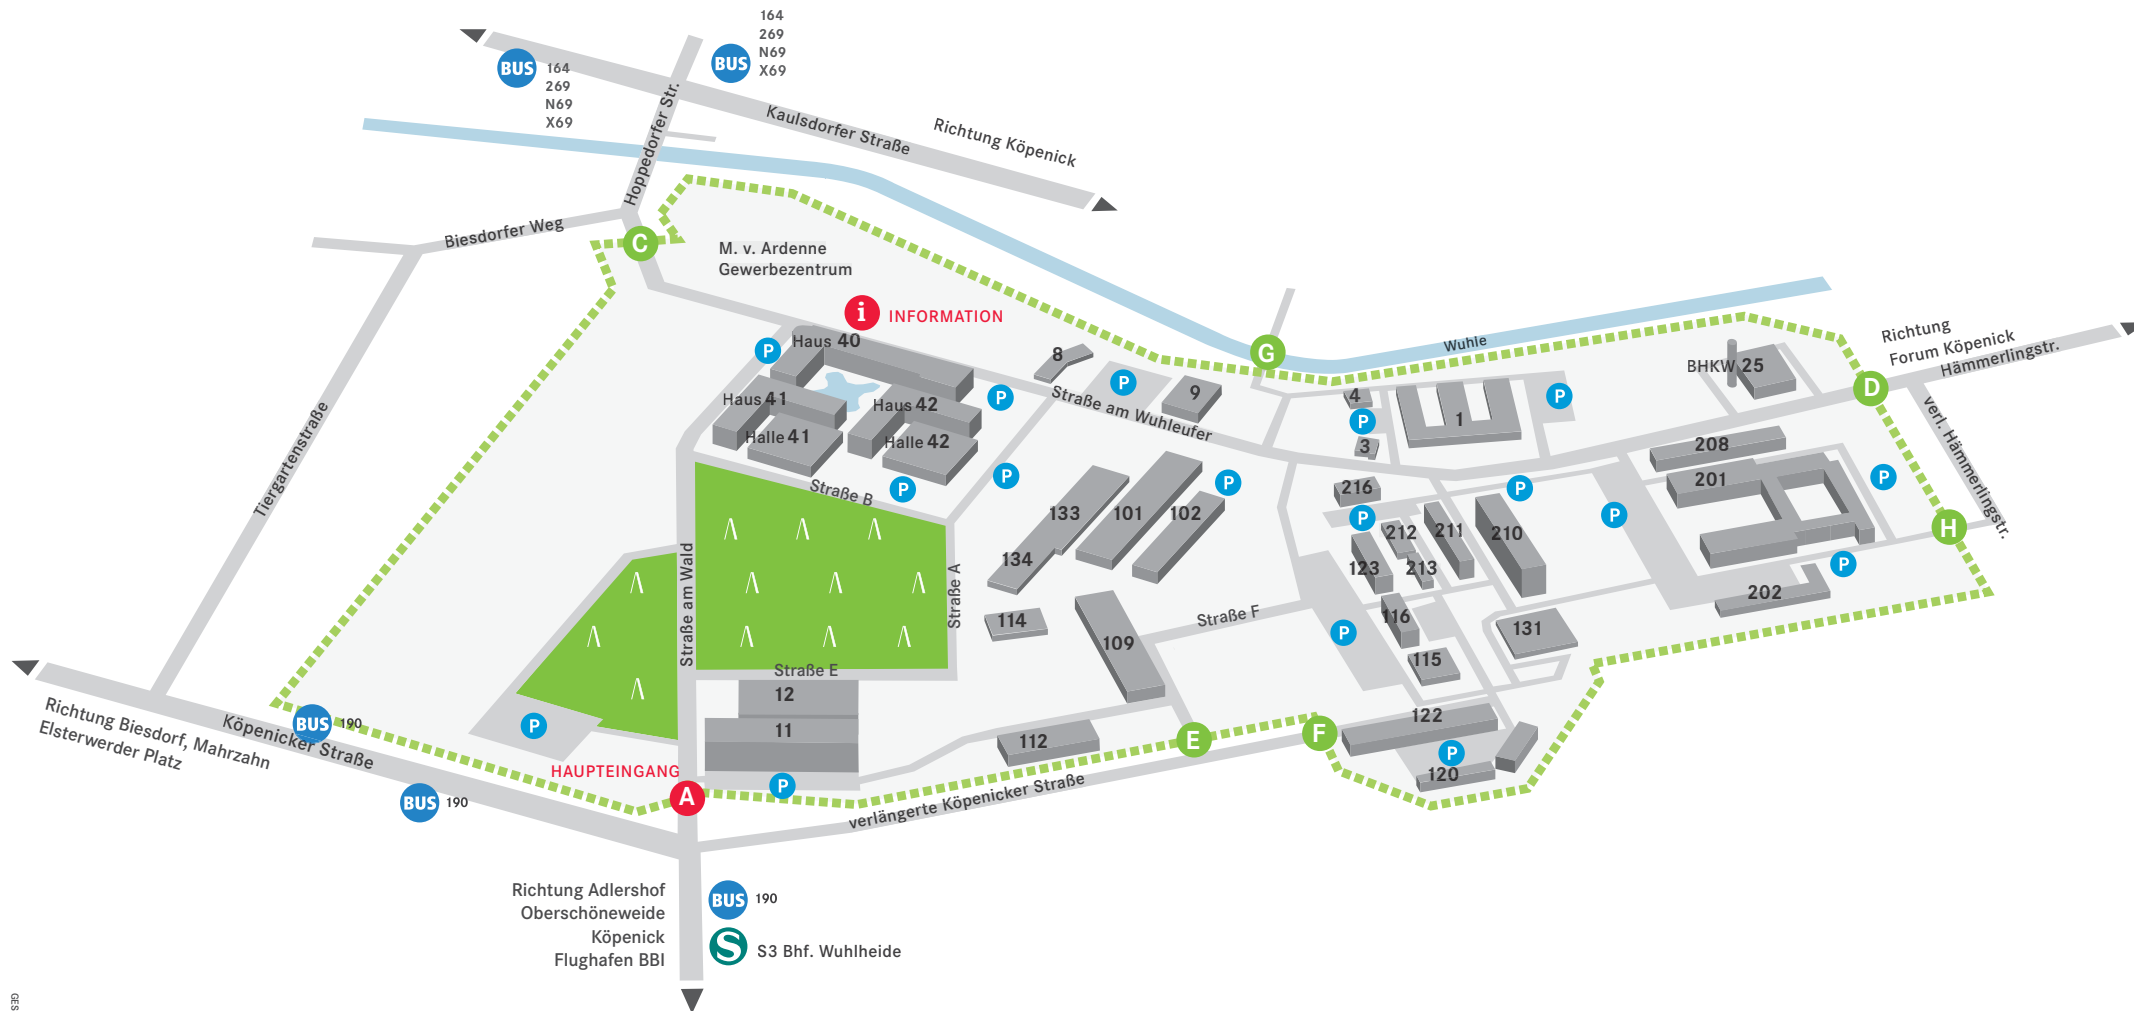 164
269
N69
X69
BUS
BUS
164
269
N69
X69
Hoppedorfer Str.
Kaulsdorfer Straße
Richtung Köpenick
Biesdorfer Weg
C
M. v. Ardenne
Gewerbezentrum
i INFORMATION
Haus 40
P
8
P
9
G
Wuhle
Richtung
Forum Köpenick
Hämmerlingstr.
BHKW 25
D
verl. Hämmerlingstr.
Haus 41
Haus 42
P
Halle 41
Halle 42
Straße am Wuhleufer
4
P
3
1
P
208
201
P
Tiergartenstraße
Straße B
P
P
P
133
101
102
134
216
P
P
P
212
211
210
123
213
H
P
202
Straße am Wald
Straße A
114
109
Straße F
116
P
115
131
Straße E
12
11
P
112
E
F
122
P
120
BUS 190
Köpenicker Straße
Richtung Biesdorf, Mahrzahn
Elsterwerder Platz
BUS 190
HAUPTEINGANG
A
P
verlängerte Köpenicker Straße
Richtung Adlershof
Oberschöneweide
Köpenick
Flughafen BBI
BUS 190
S S3 Bhf. Wuhlheide
GES